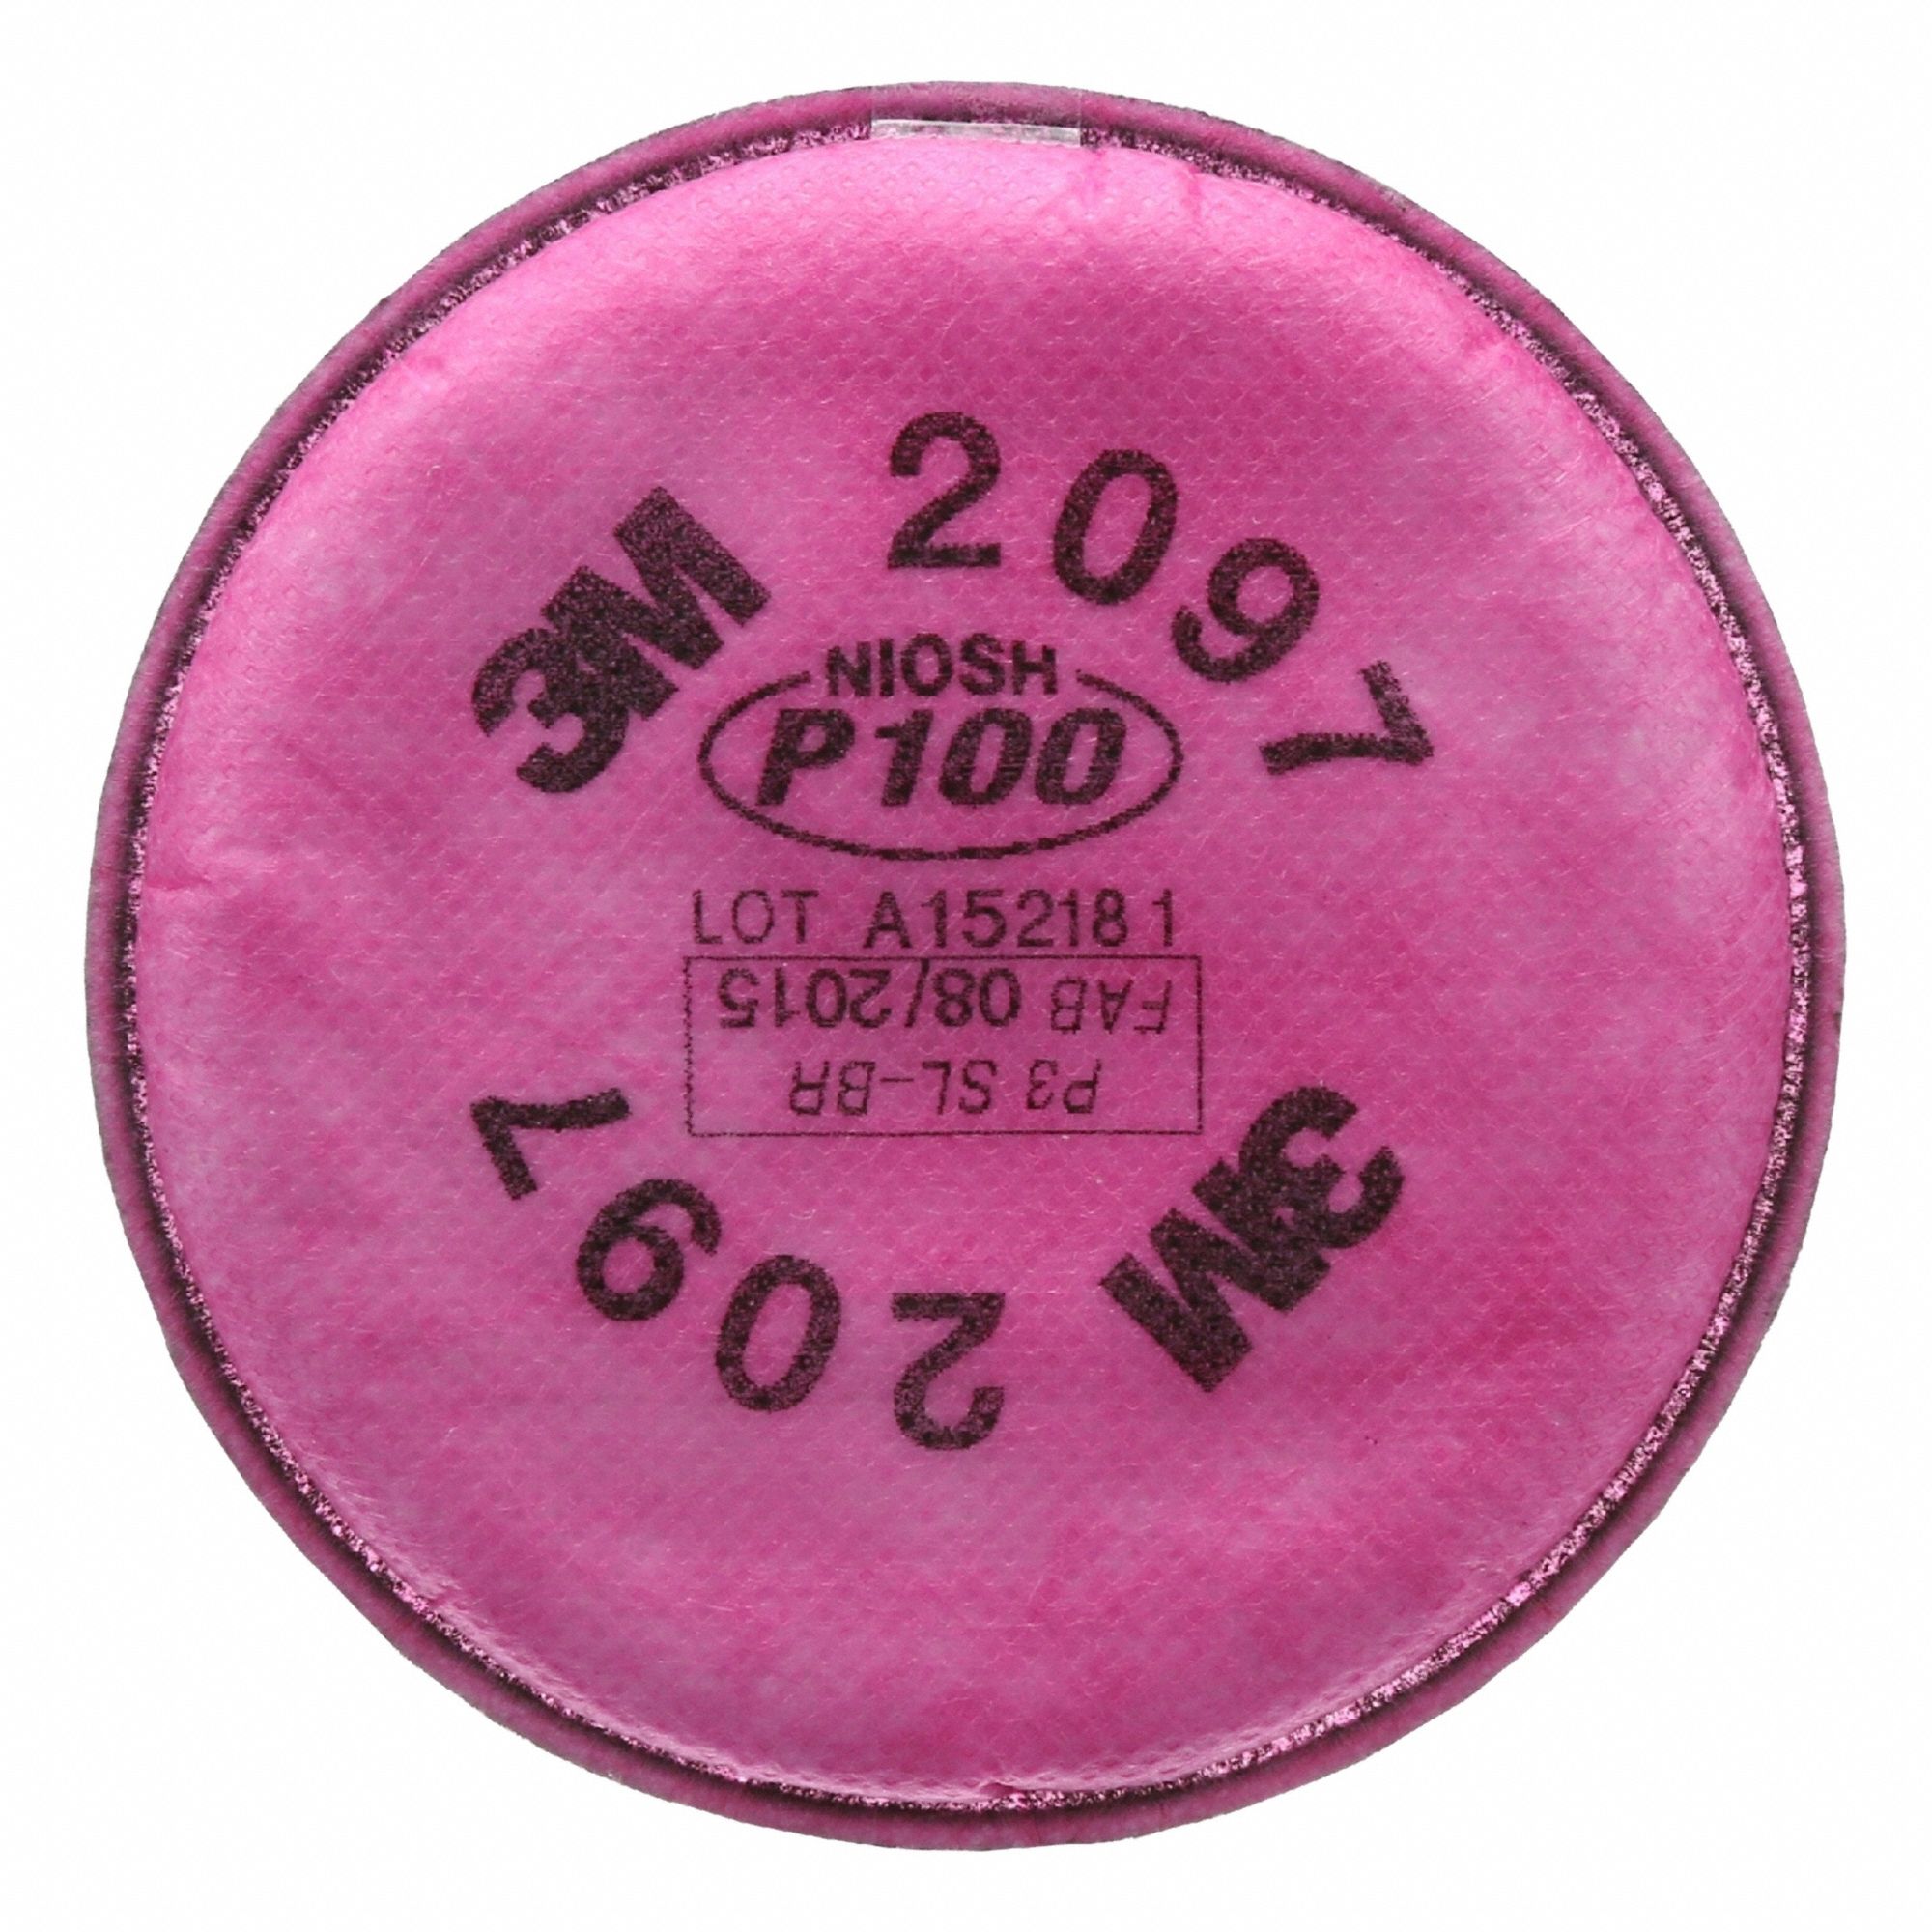 3M 2097
NIOSH
P100
LOT A152181
FAB 08/2015
P3 SL-BR
3M 2097